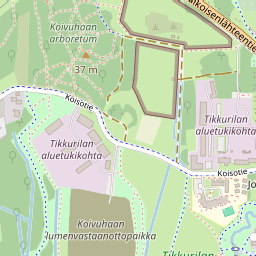 Koivuhaan
arboretum
37 m
Koisotie
Tikkurilan
aluetukikohta
Tikkurilan
aluetukikohta
Koisotie
Koivuhaan
lumenvastaanottopaikka
Tikkurilan